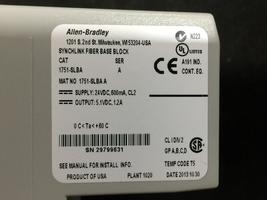 Allen-Bradley
1201 S. 2nd St. Milwaukee, WI 53204-USA
SYNCHLINK FIBER BASE BLOCK
CAT SER
1751-SLBA A
MAT NO 1751-SLBA A
SUPPLY: 24VDC, 600mA, CL2
OUTPUT: 5.1VDC, 1.2A
0 C < Ta < +60 C
SN 29799631
SEE MANUAL FOR INSTALL INFO.
PRODUCT OF USA PLANT 1020
N223
LISTED
A191 IND.
CONT. EQ.
CL I DIV 2
GP A,B,C,D
TEMP CODE T5
DATE 2013 10 30